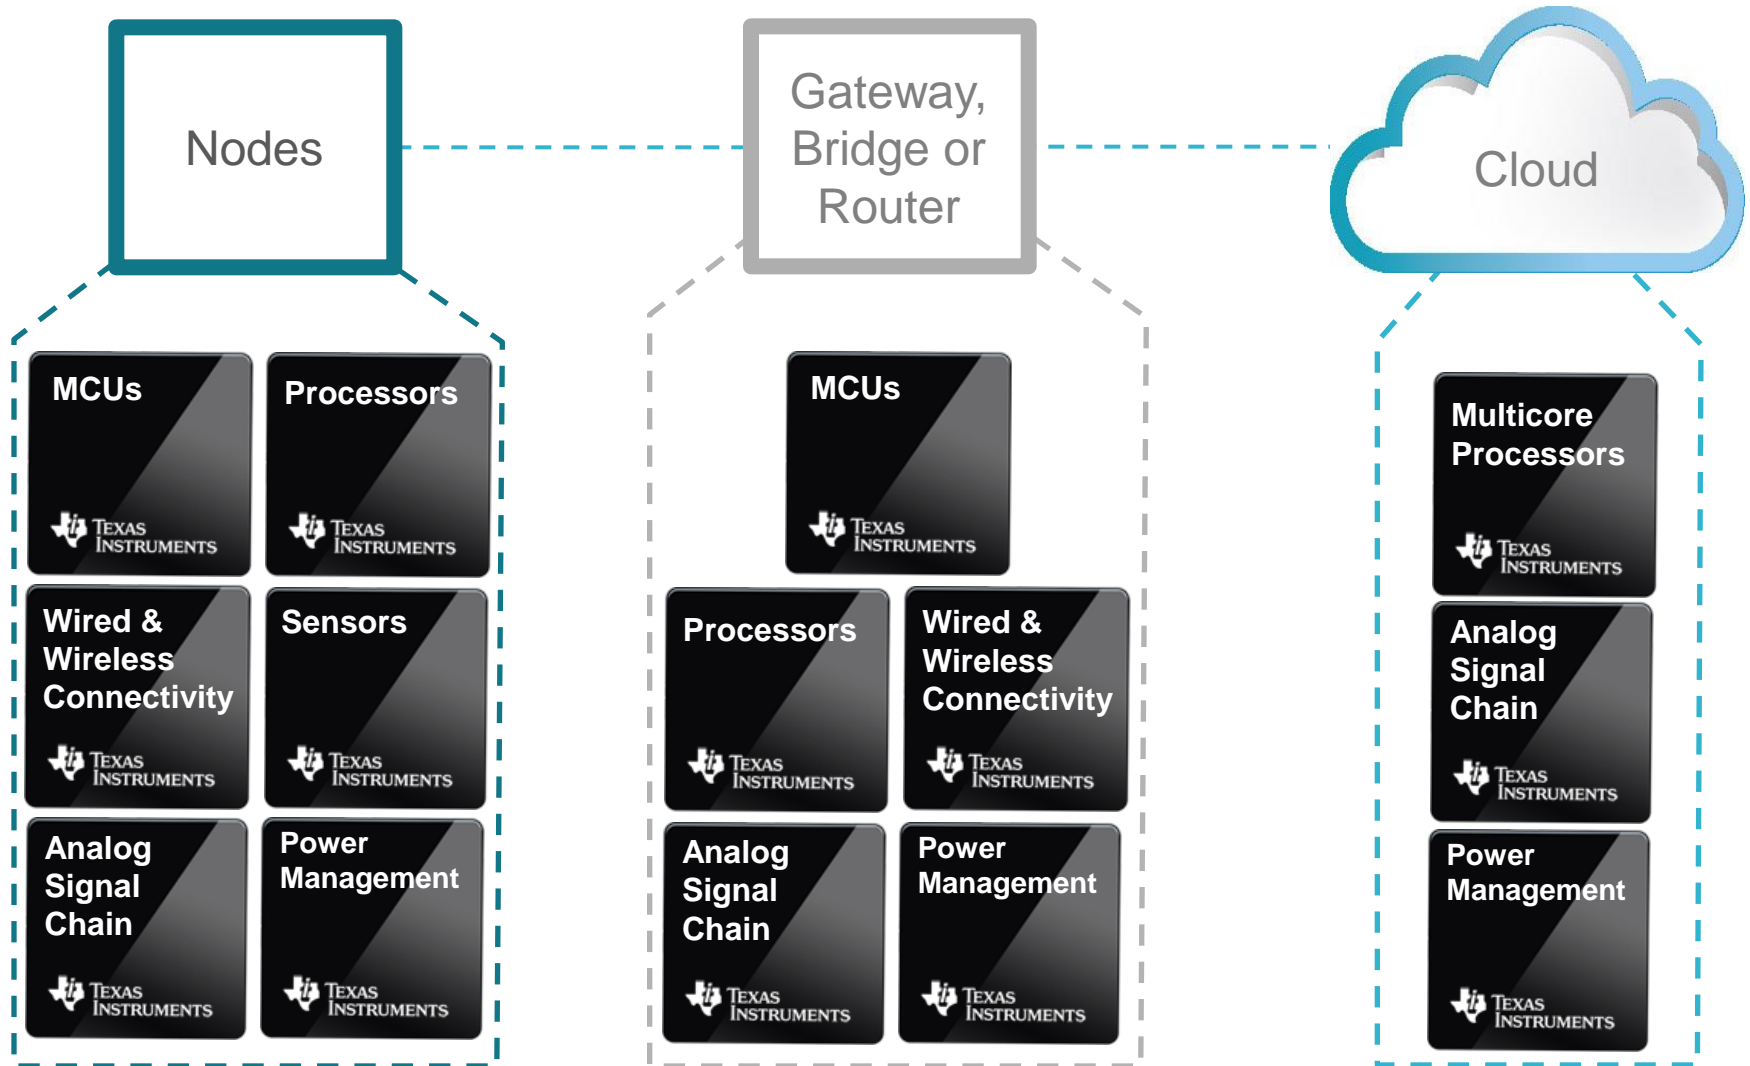 Nodes
Gateway,
Bridge or
Router
Cloud
MCUs
TEXAS
INSTRUMENTS
Processors
TEXAS
INSTRUMENTS
Wired &
Wireless
Connectivity
TEXAS
INSTRUMENTS
Sensors
TEXAS
INSTRUMENTS
Analog
Signal
Chain
TEXAS
INSTRUMENTS
Power
Management
TEXAS
INSTRUMENTS
MCUs
TEXAS
INSTRUMENTS
Processors
TEXAS
INSTRUMENTS
Wired &
Wireless
Connectivity
TEXAS
INSTRUMENTS
Analog
Signal
Chain
TEXAS
INSTRUMENTS
Power
Management
TEXAS
INSTRUMENTS
Multicore
Processors
TEXAS
INSTRUMENTS
Analog
Signal
Chain
TEXAS
INSTRUMENTS
Power
Management
TEXAS
INSTRUMENTS